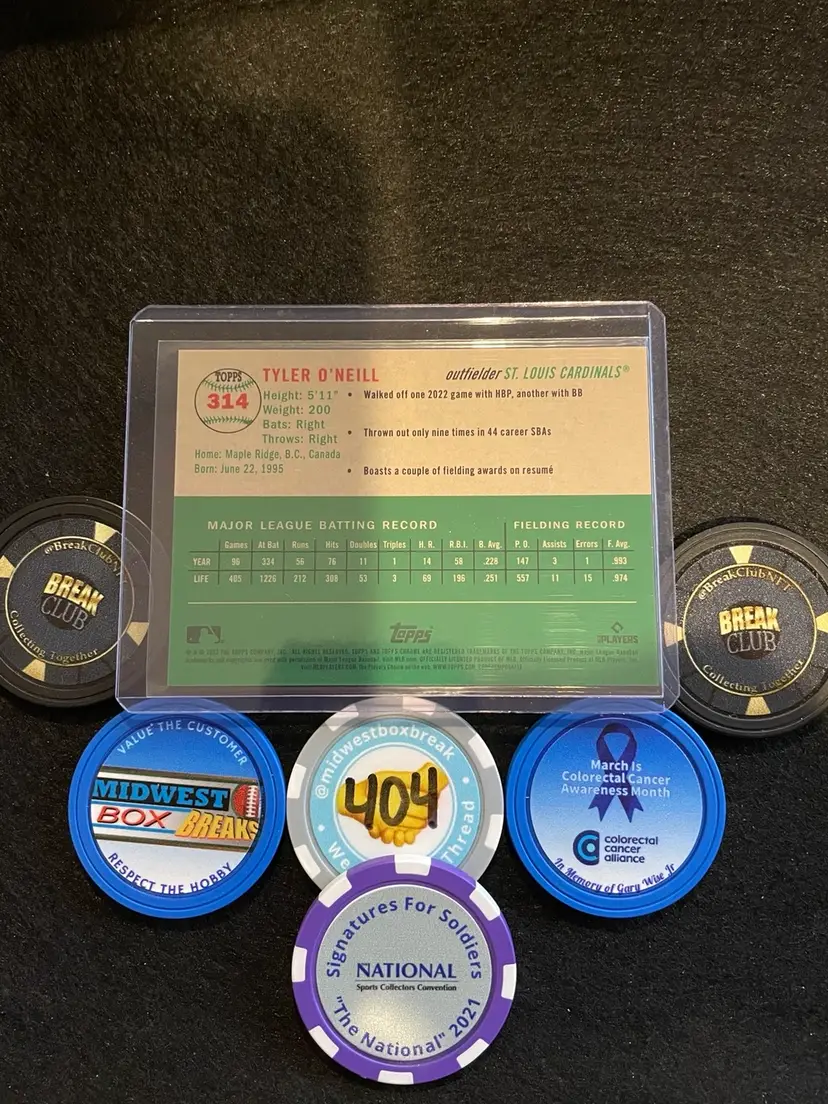 TOPPS
314
TYLER O'NEILL
outfielder ST. LOUIS CARDINALS®
Height: 5'11"
Weight: 200
Bats: Right
Throws: Right
Home: Maple Ridge, B.C., Canada
Born: June 22, 1995
• Walked off one 2022 game with HBP, another with BB
• Thrown out only nine times in 44 career SBAs
• Boasts a couple of fielding awards on resumé
MAJOR LEAGUE BATTING RECORD FIELDING RECORD
Games At Bat Runs Hits Doubles Triples H. R. R.B.I. B. Avg. P. O. Assists Errors F. Avg.
YEAR 96 334 56 76 11 1 14 58 .228 147 3 1 .993
LIFE 405 1226 212 308 53 3 69 196 .251 557 11 15 .974
Topps
PLAYERS
@BreakClubNFT
BREAK
CLUB
Collecting Together
@BreakClubNFT
BREAK
CLUB
Collecting Together
VALUE THE CUSTOMER
MIDWEST
BOX BREAKS
RESPECT THE HOBBY
@midwestboxbreak
404
We
Thread
March Is
Colorectal Cancer
Awareness Month
colorectal
cancer
alliance
In Memory of Gary Wise Jr
Signatures For Soldiers
NATIONAL
Sports Collectors Convention
"The National" 2021